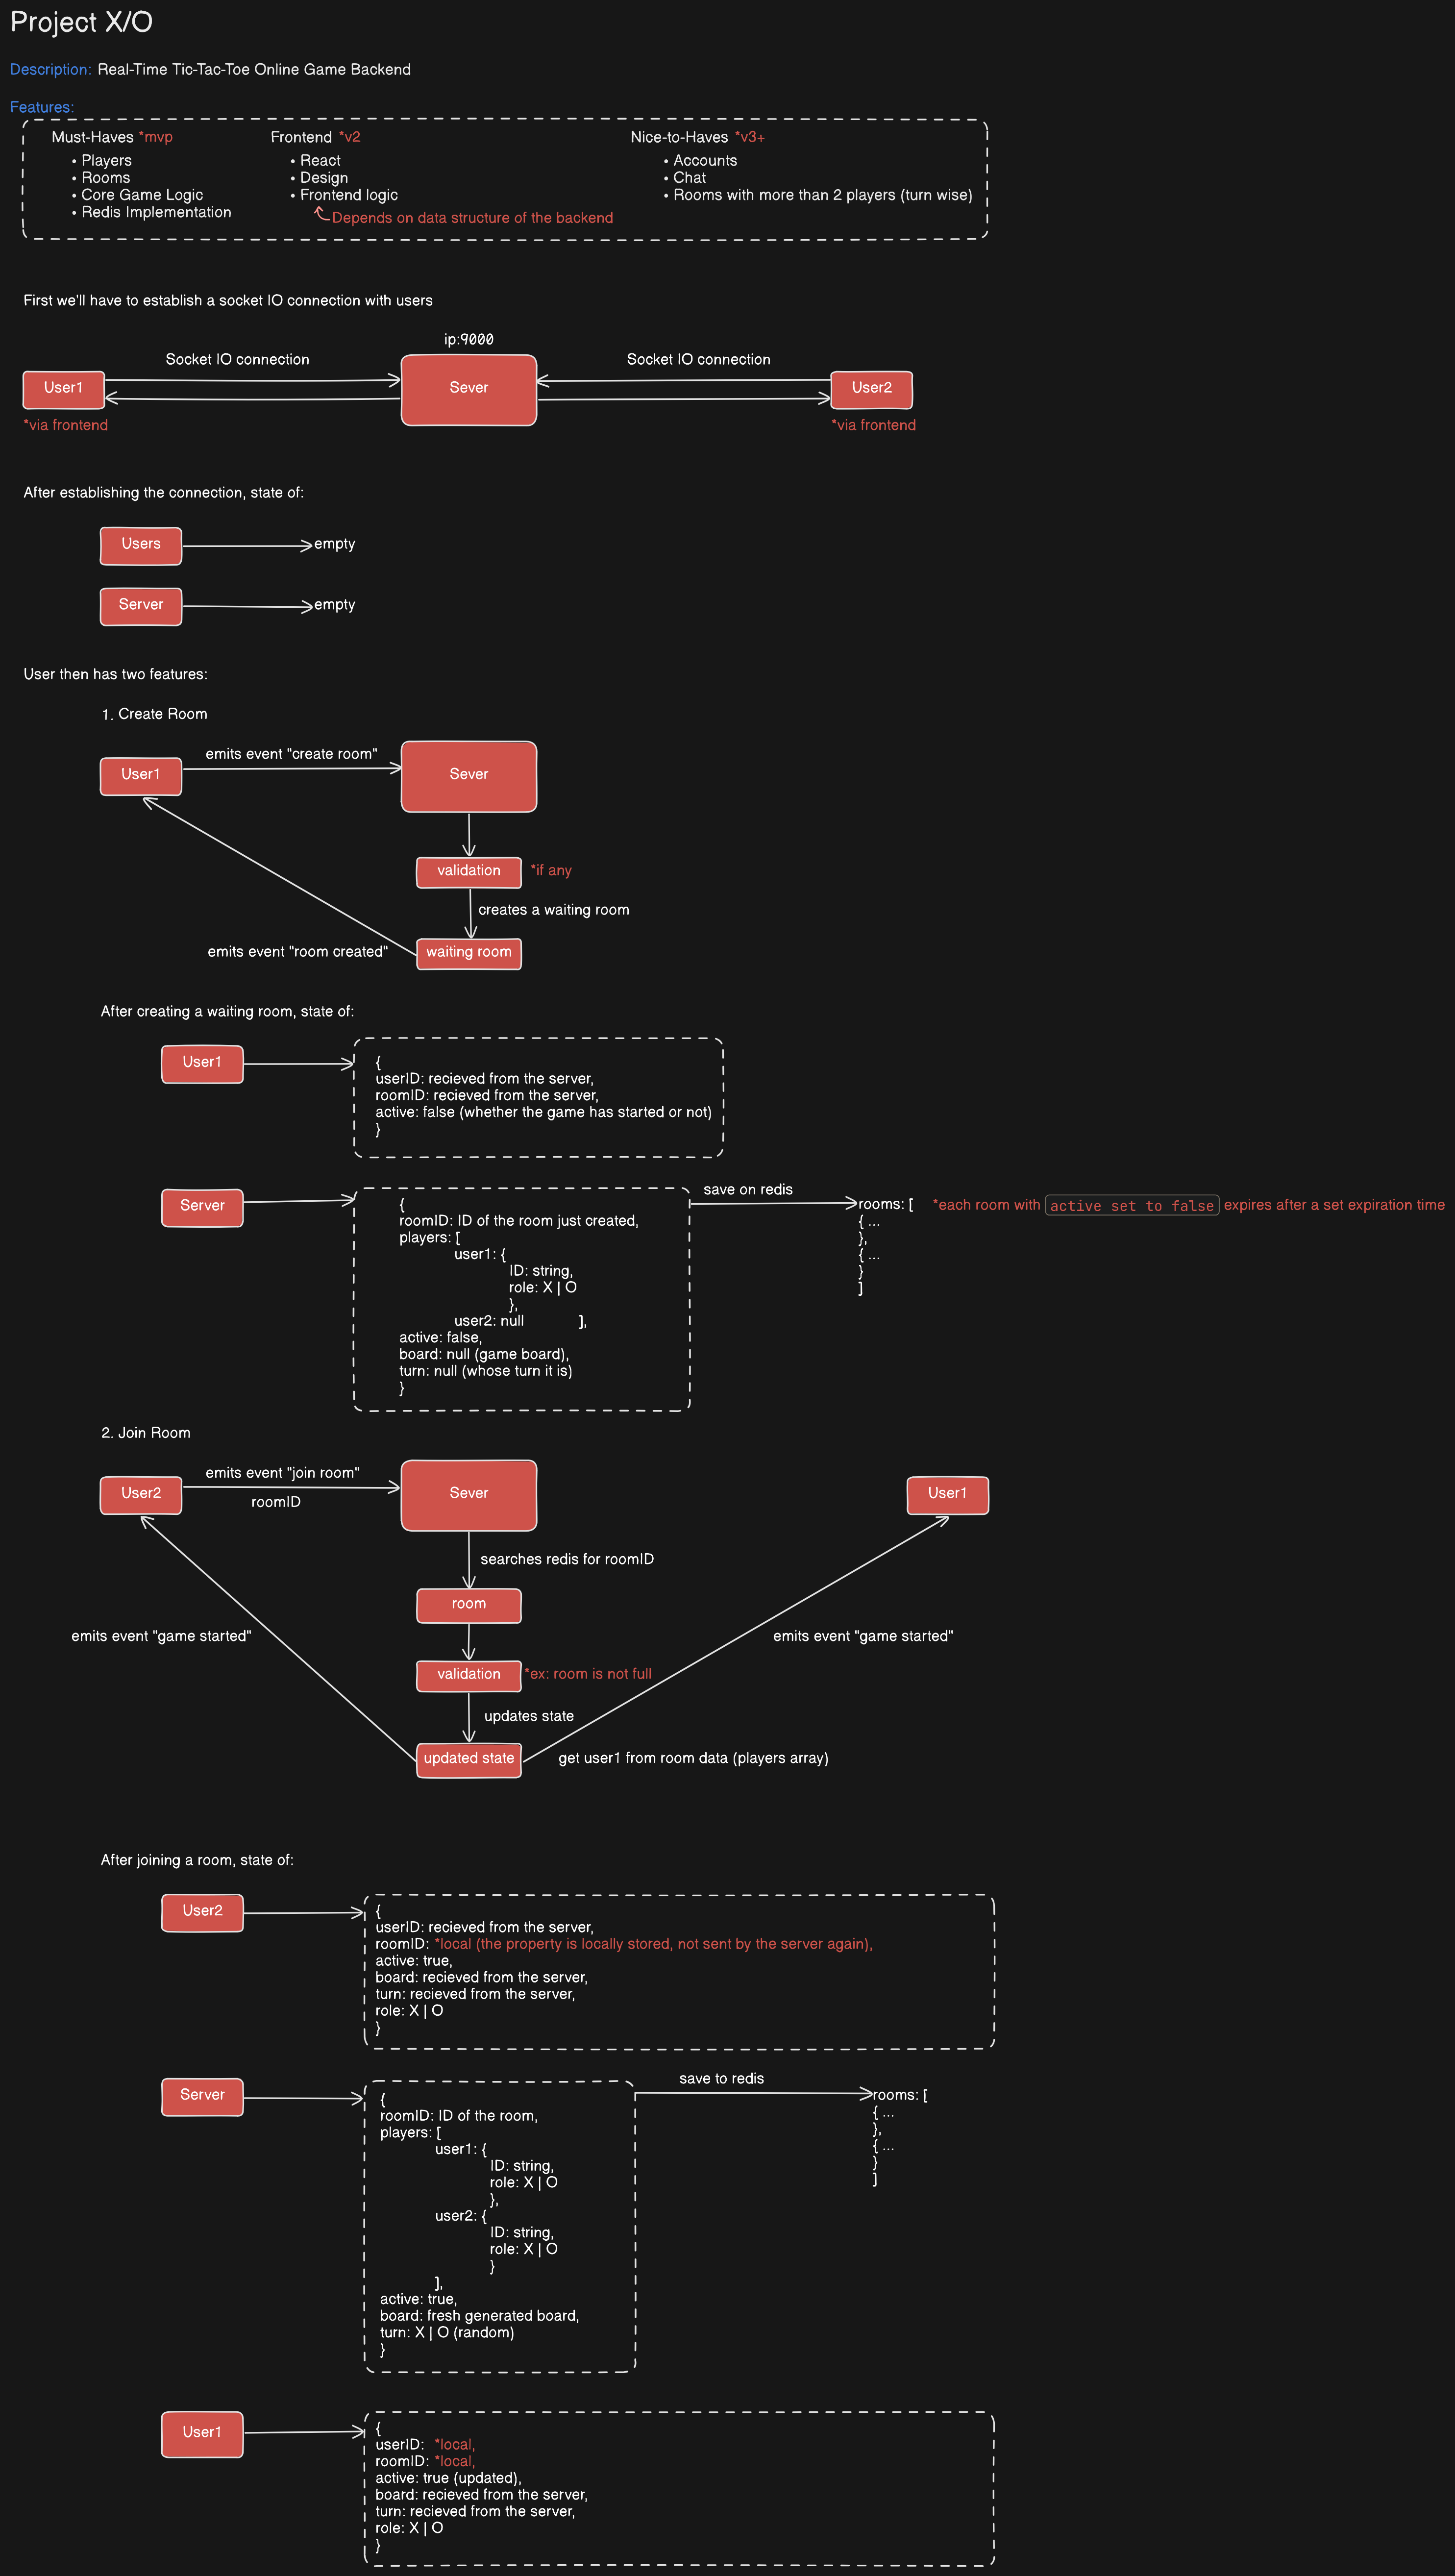 Project X/O
Description: Real-Time Tic-Tac-Toe Online Game Backend
Features:
Must-Haves *mvp
• Players
• Rooms
• Core Game Logic
• Redis Implementation
Frontend *v2
• React
• Design
• Frontend logic
Depends on data structure of the backend
Nice-to-Haves *v3+
• Accounts
• Chat
• Rooms with more than 2 players (turn wise)
First we'll have to establish a socket IO connection with users
ip:9000
Socket IO connection
Socket IO connection
User1
Sever
User2
*via frontend
*via frontend
After establishing the connection, state of:
Users
empty
Server
empty
User then has two features:
1. Create Room
emits event "create room"
User1
Sever
validation
*if any
creates a waiting room
emits event "room created"
waiting room
After creating a waiting room, state of:
User1
{
userID: recieved from the server,
roomID: recieved from the server,
active: false (whether the game has started or not)
}
Server
{
roomID: ID of the room just created,
players: [
user1: {
ID: string,
role: X | O
},
user2: null ],
active: false,
board: null (game board),
turn: null (whose turn it is)
}
save on redis
rooms: [
{ ...
},
{ ...
}
]
*each room with active set to false expires after a set expiration time
2. Join Room
emits event "join room"
User2
Sever
User1
roomID
searches redis for roomID
room
emits event "game started"
emits event "game started"
validation
*ex: room is not full
updates state
updated state
get user1 from room data (players array)
After joining a room, state of:
User2
{
userID: recieved from the server,
roomID: *local (the property is locally stored, not sent by the server again),
active: true,
board: recieved from the server,
turn: recieved from the server,
role: X | O
}
Server
{
roomID: ID of the room,
players: [
user1: {
ID: string,
role: X | O
},
user2: {
ID: string,
role: X | O
}
],
active: true,
board: fresh generated board,
turn: X | O (random)
}
save to redis
rooms: [
{ ...
},
{ ...
}
]
User1
{
userID: *local,
roomID: *local,
active: true (updated),
board: recieved from the server,
turn: recieved from the server,
role: X | O
}